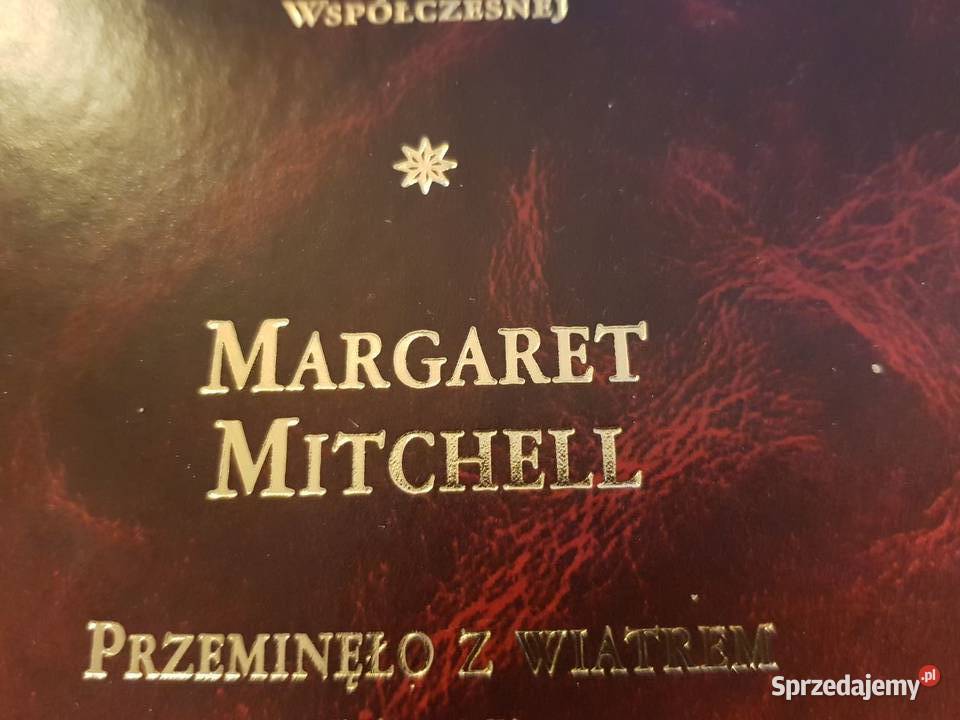 WSPÓŁCZESNEJ
MARGARET
MITCHELL
PRZEMINĘŁO Z WIATREM
Sprzedajemy.pl